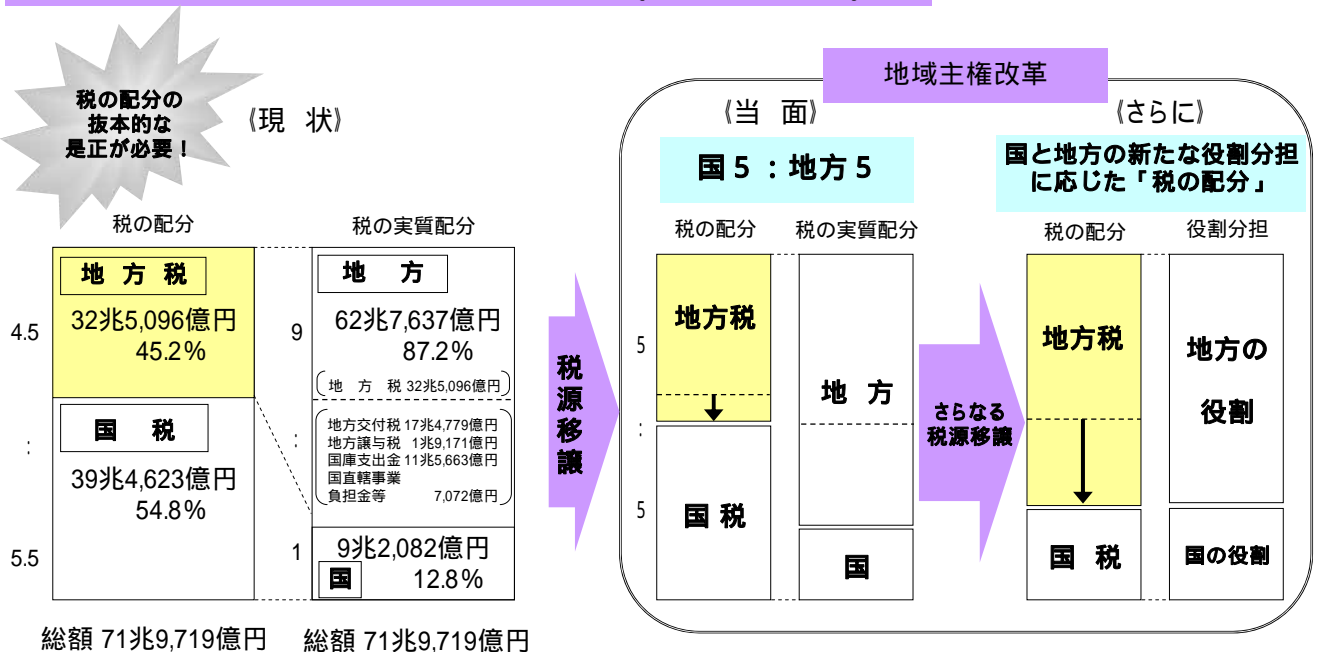 税の配分の
抜本的な
是正が必要！
《現 状》
税の配分
税の実質配分
地 方 税
32兆5,096億円
45.2%
国 税
39兆4,623億円
54.8%
4.5
:
5.5
総額 71兆9,719億円
地 方
62兆7,637億円
87.2%
地 方 税 32兆5,096億円
地方交付税 17兆4,779億円
地方譲与税 1兆9,171億円
国庫支出金 11兆5,663億円
国直轄事業
負担金等 7,072億円
9兆2,082億円
国 12.8%
9
:
1
総額 71兆9,719億円
税源移譲
地域主権改革
《当 面》
国５：地方５
税の配分
税の実質配分
5
:
5
地方税
国 税
地 方
国
さらなる
税源移譲
《さらに》
国と地方の新たな役割分担
に応じた「税の配分」
税の配分
役割分担
地方税
国 税
地方の
役割
国の役割